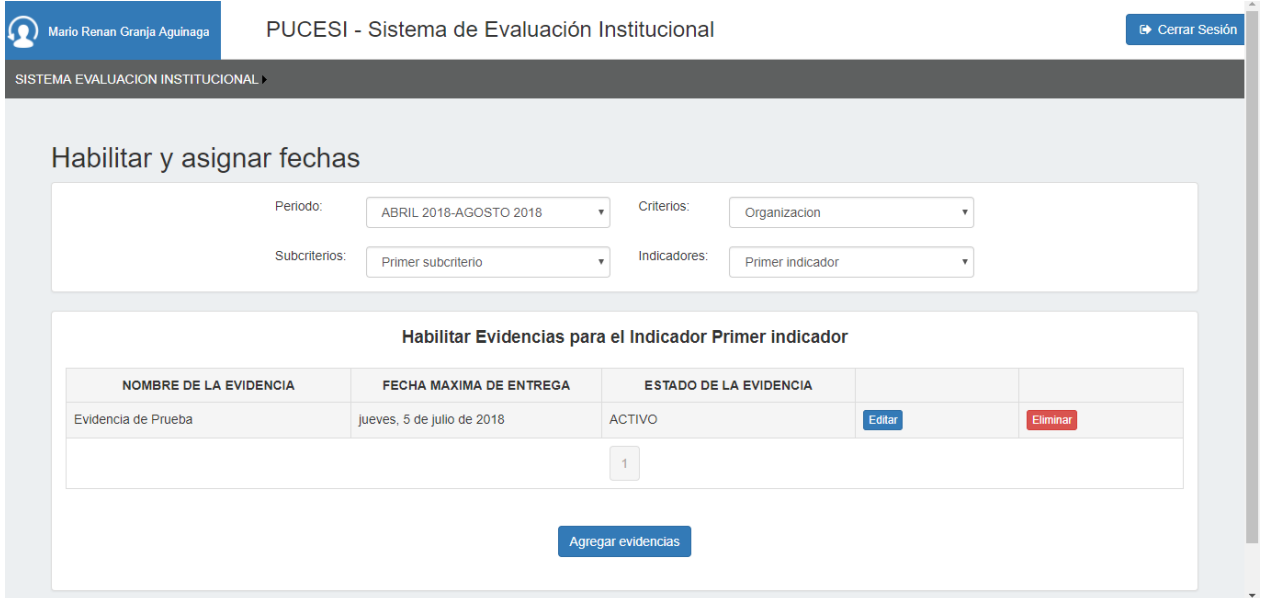 Mario Renan Granja Aguinaga
PUCESI - Sistema de Evaluación Institucional
Cerrar Sesión
SISTEMA EVALUACION INSTITUCIONAL
Habilitar y asignar fechas
Periodo: ABRIL 2018-AGOSTO 2018 Criterios: Organizacion
Subcriterios: Primer subcriterio Indicadores: Primer indicador
Habilitar Evidencias para el Indicador Primer indicador
NOMBRE DE LA EVIDENCIA FECHA MAXIMA DE ENTREGA ESTADO DE LA EVIDENCIA
Evidencia de Prueba jueves, 5 de julio de 2018 ACTIVO Editar Eliminar
1
Agregar evidencias